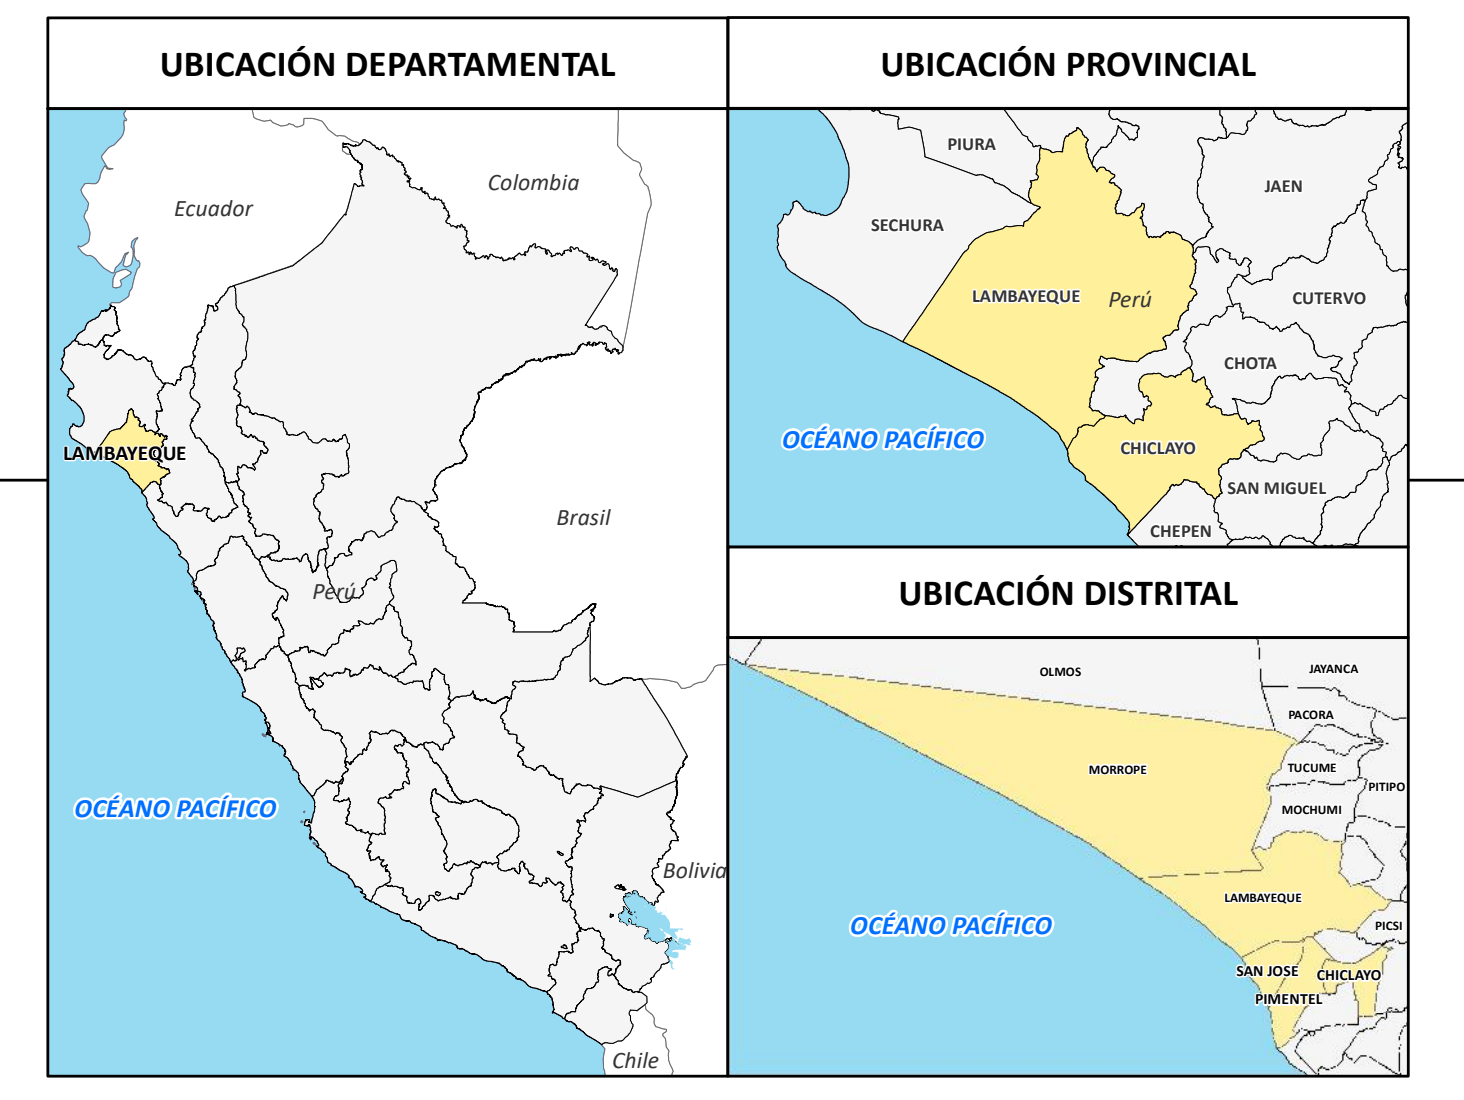 UBICACIÓN DEPARTAMENTAL
Colombia
Ecuador
LAMBAYEQUE
Brasil
Perú
OCÉANO PACÍFICO
Bolivia
Chile
UBICACIÓN PROVINCIAL
PIURA
JAEN
SECHURA
LAMBAYEQUE
Perú
CUTERVO
CHOTA
OCÉANO PACÍFICO
CHICLAYO
SAN MIGUEL
CHEPEN
UBICACIÓN DISTRITAL
OLMOS
JAYANCA
PACORA
MORROPE
TUCUME
PITIPO
MOCHUMI
LAMBAYEQUE
OCÉANO PACÍFICO
PICSI
SAN JOSE
CHICLAYO
PIMENTEL